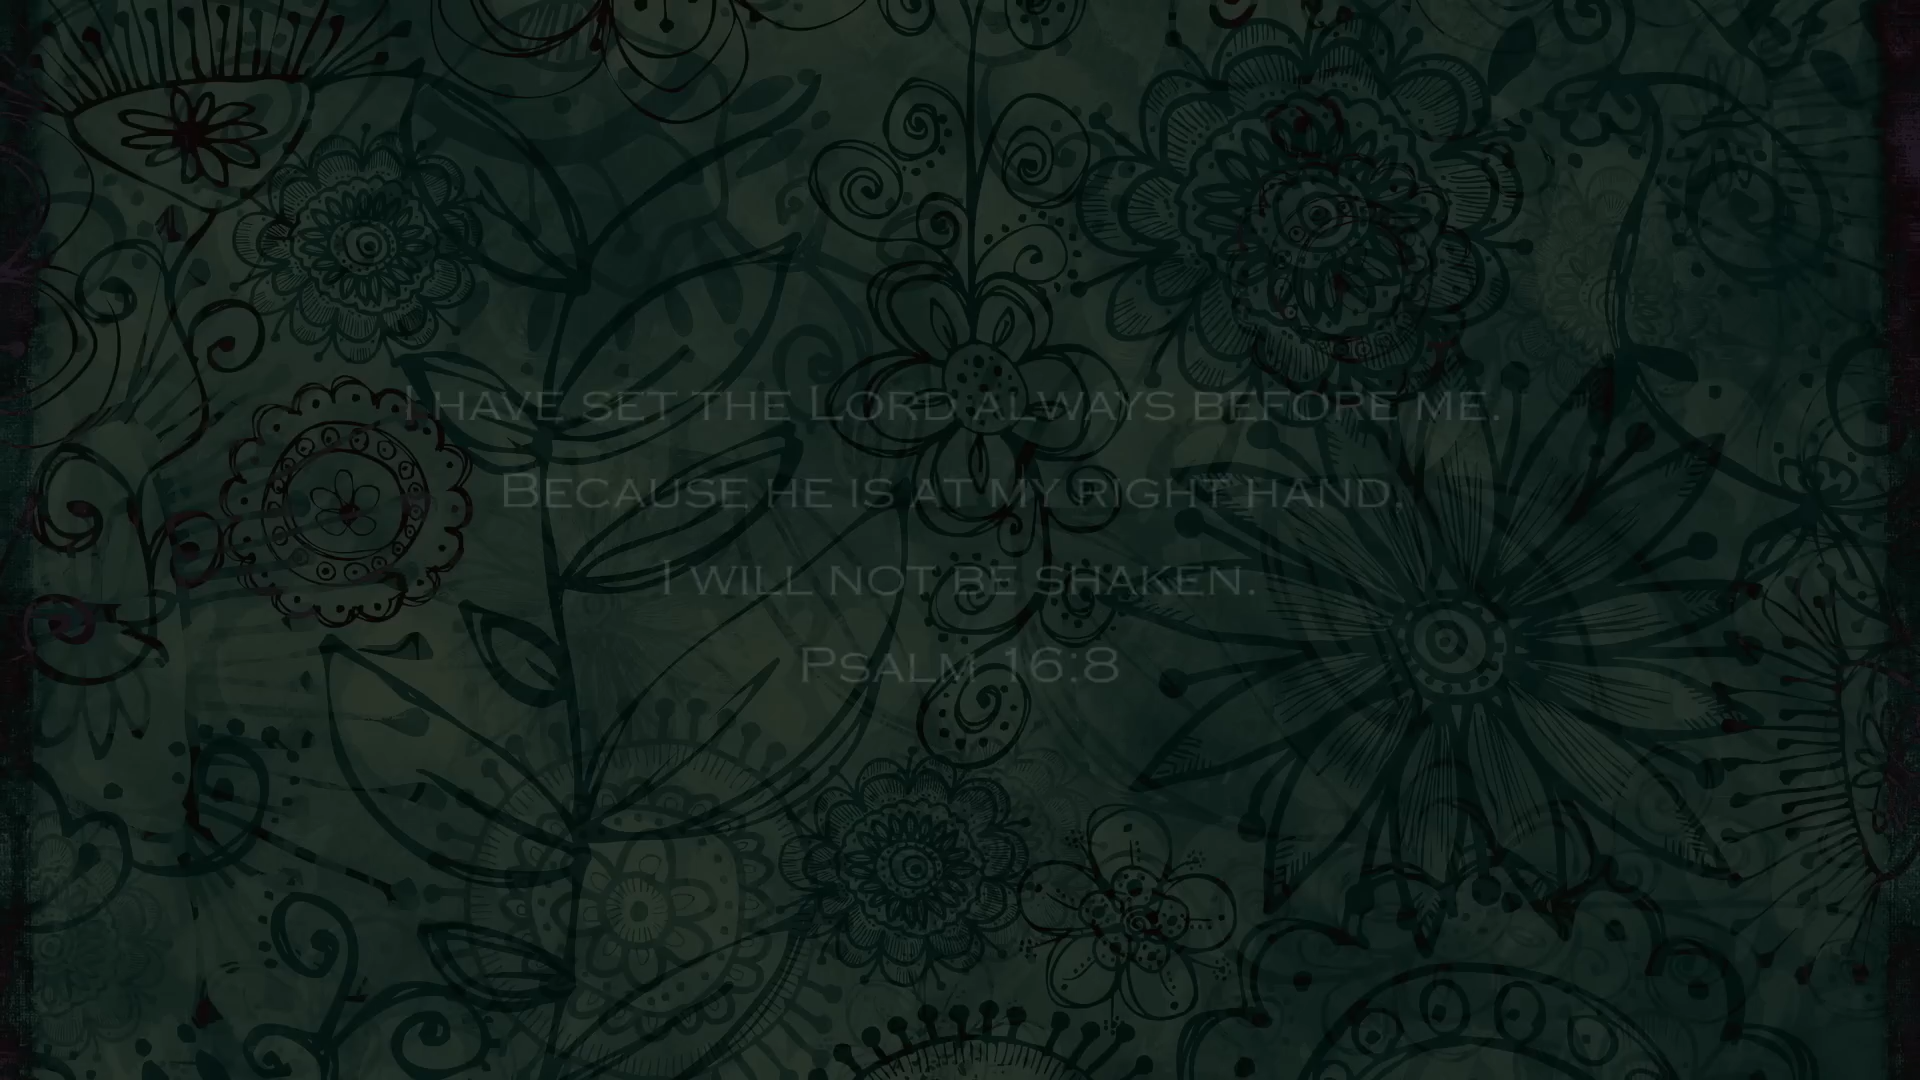 I have set the Lord always before me.
Because he is at my right hand.
I will not be shaken.
Psalm 16:8